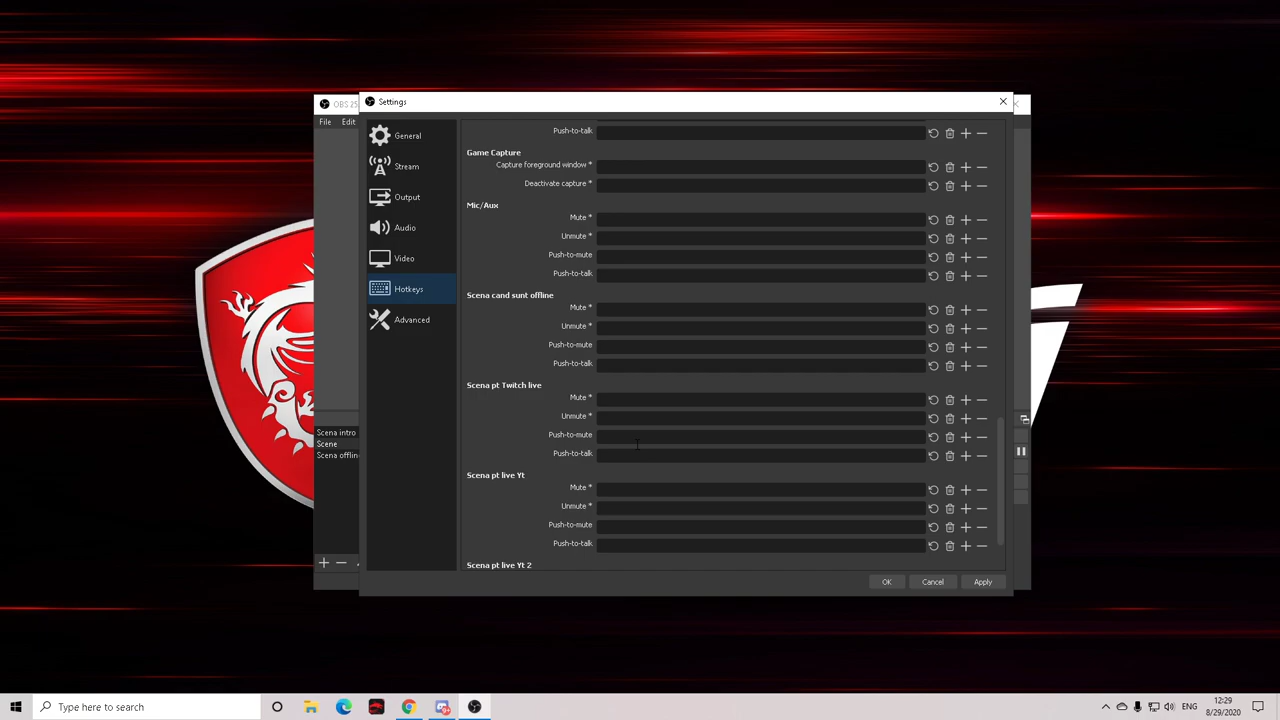 OBS 25
Settings
File Edit
General
Stream
Output
Audio
Video
Hotkeys
Advanced
Push-to-talk
Game Capture
Capture foreground window *
Deactivate capture *
Mic/Aux
Mute *
Unmute *
Push-to-mute
Push-to-talk
Scena cand sunt offline
Mute *
Unmute *
Push-to-mute
Push-to-talk
Scena pt Twitch live
Mute *
Unmute *
Push-to-mute
Push-to-talk
Scena pt live Yt
Mute *
Unmute *
Push-to-mute
Push-to-talk
Scena pt live Yt 2
Scena intro
Scene
Scena offlin
OK Cancel Apply
Type here to search
ENG
12:29
8/29/2020